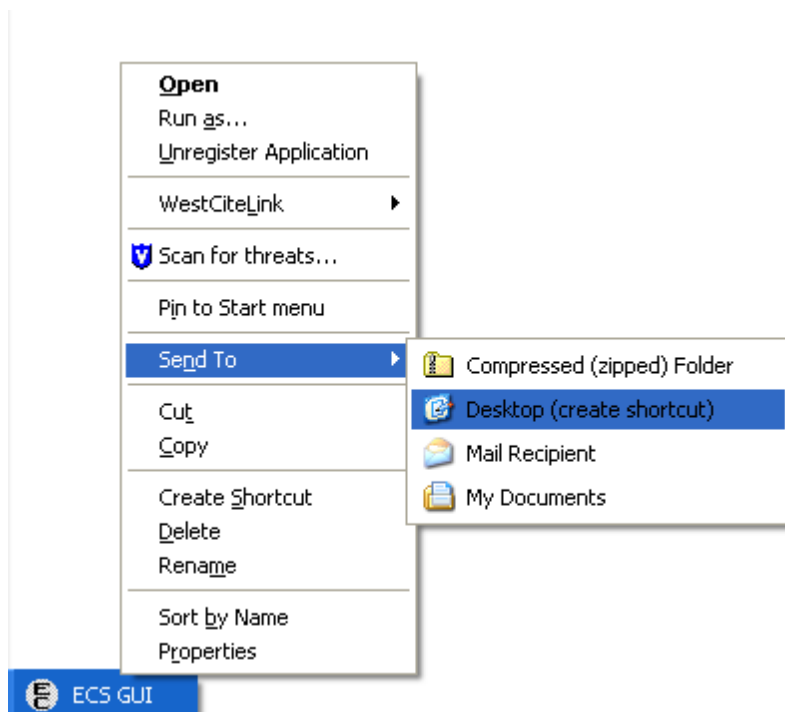 Open
Run as...
Unregister Application
WestCiteLink
Scan for threats...
Pin to Start menu
Send To
Compressed (zipped) Folder
Desktop (create shortcut)
Mail Recipient
My Documents
Cut
Copy
Create Shortcut
Delete
Rename
Sort by Name
Properties
ECS GUI